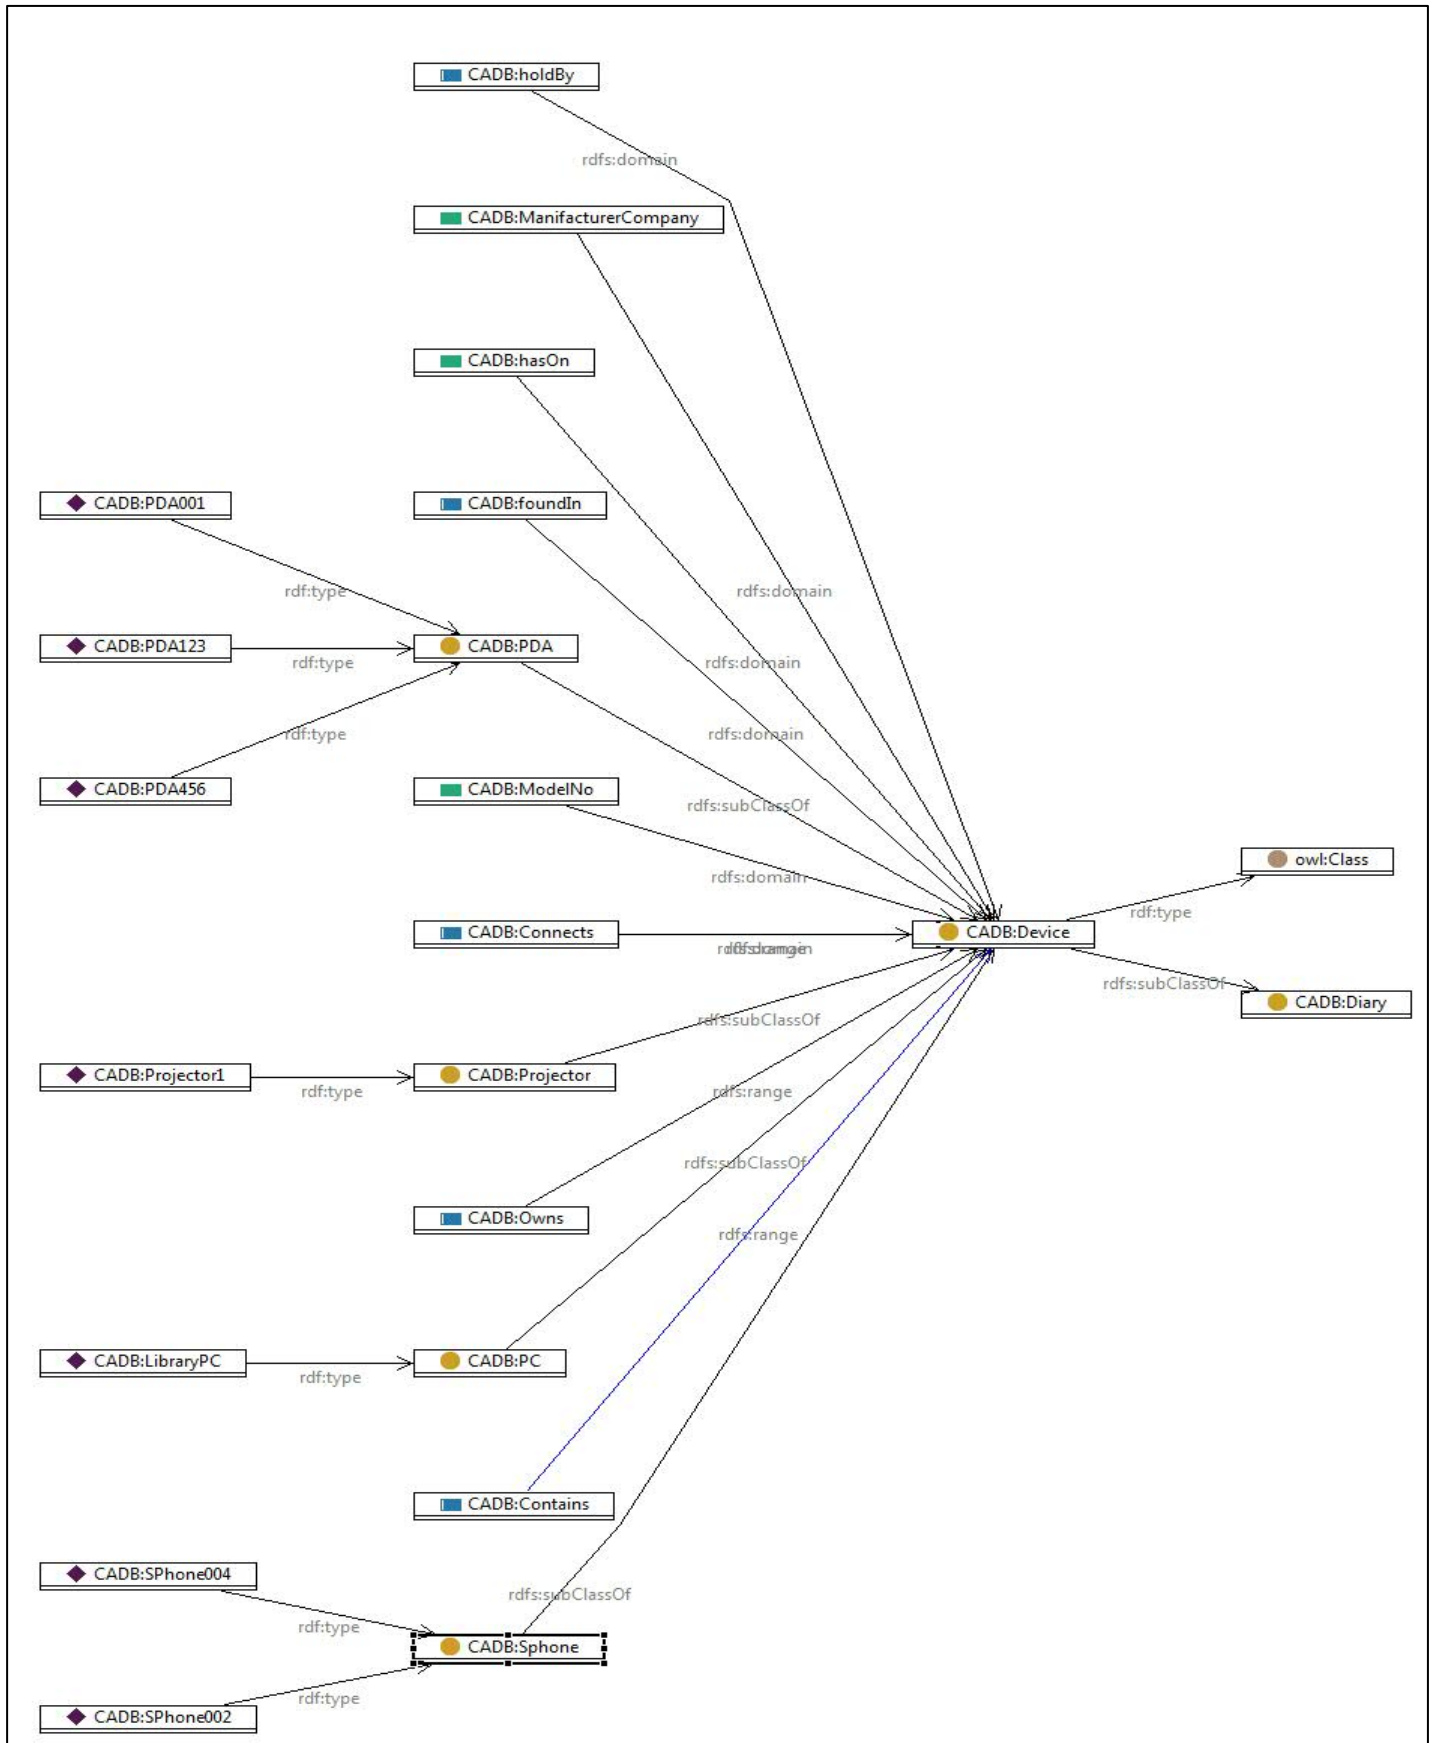 CADB:holdBy
rdfs:domain
CADB:ManifacturerCompany
CADB:hasOn
CADB:PDA001
CADB:foundIn
rdf:type
rdfs:domain
CADB:PDA123
CADB:PDA
rdf:type
rdfs:domain
rdf:type
rdfs:domain
CADB:PDA456
CADB:ModelNo
rdfs:subClassOf
owl:Class
rdfs:domain
rdf:type
CADB:Connects
CADB:Device
rdfs:domain
rdfs:range
rdfs:subClassOf
CADB:Diary
rdfs:subClassOf
CADB:Projector1
CADB:Projector
rdf:type
rdfs:range
rdfs:subClassOf
CADB:Owns
rdfs:range
CADB:LibraryPC
CADB:PC
rdf:type
CADB:Contains
CADB:SPhone004
rdfs:subClassOf
rdf:type
CADB:Sphone
rdf:type
CADB:SPhone002